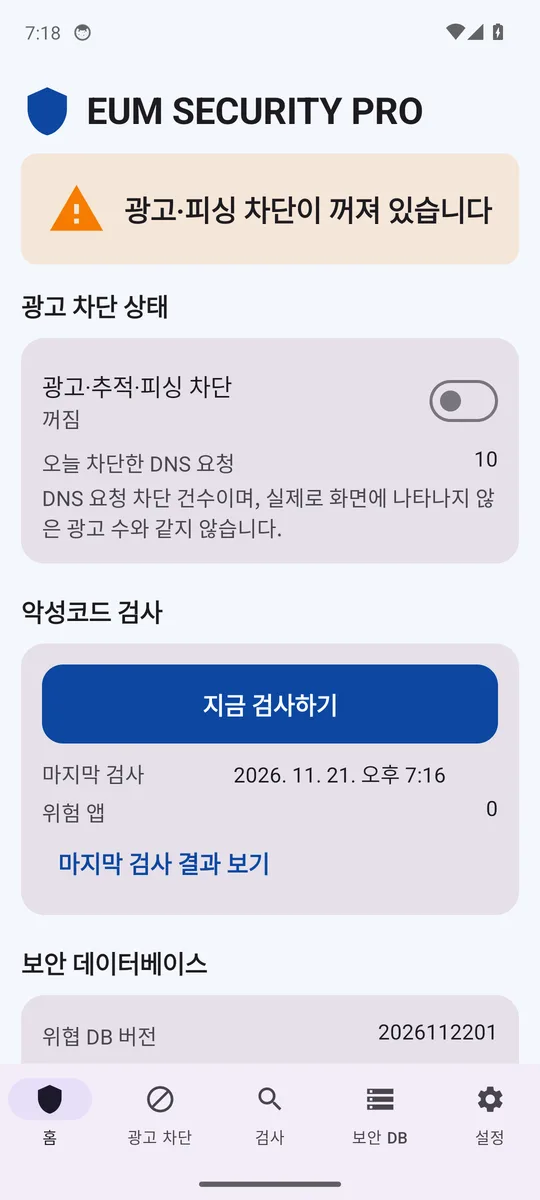 7:18
EUM SECURITY PRO
광고·피싱 차단이 꺼져 있습니다
광고 차단 상태
광고·추적·피싱 차단
꺼짐
오늘 차단한 DNS 요청 10
DNS 요청 차단 건수이며, 실제로 화면에 나타나지 않
은 광고 수와 같지 않습니다.
악성코드 검사
지금 검사하기
마지막 검사 2026. 11. 21. 오후 7:16
위험 앱 0
마지막 검사 결과 보기
보안 데이터베이스
위협 DB 버전 2026112201
홈 광고 차단 검사 보안 DB 설정